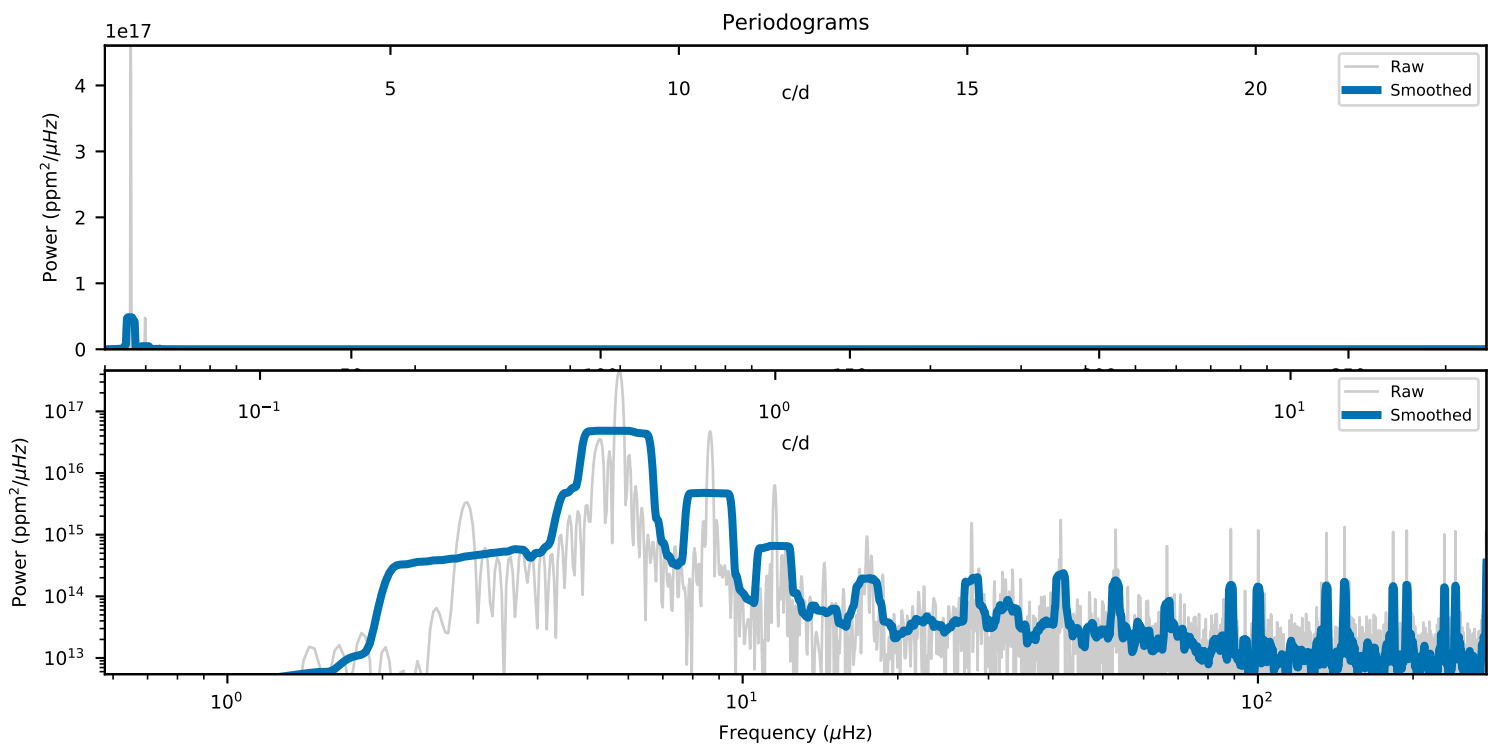 Periodograms
1e17
Power (ppm²/μHz)
4
3
2
1
0
5 10 15 20
c/d
Raw
Smoothed
Power (ppm²/μHz)
10¹⁷
10¹⁶
10¹⁵
10¹⁴
10¹³
10⁻¹ 10⁰ 10¹
c/d
Raw
Smoothed
10⁰ 10¹ 10²
Frequency (μHz)